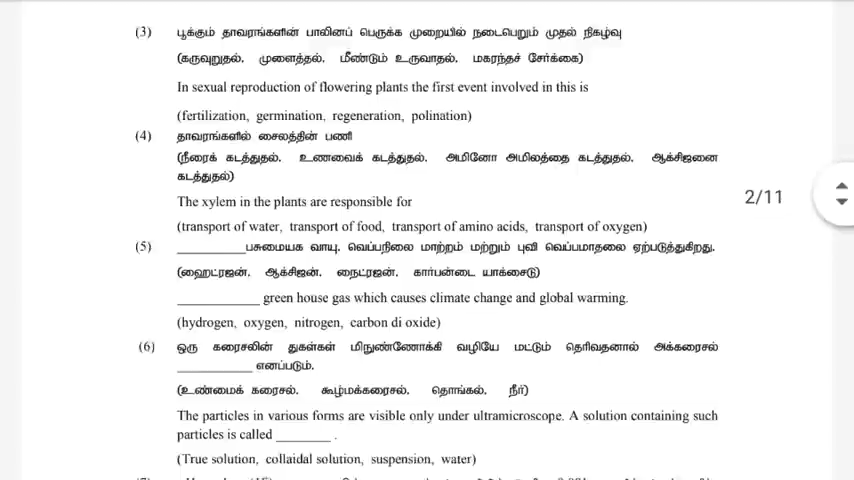 (3) பூக்கும் தாவரங்களின் பாலினப் பெருக்க முறையில் நடைபெறும் முதல் நிகழ்வு
(கருவுறுதல், முளைத்தல், மீண்டும் உருவாதல், மகரந்தச் சேர்க்கை)
In sexual reproduction of flowering plants the first event involved in this is
(fertilization, germination, regeneration, polination)
(4) தாவரங்களில் சைலத்தின் பணி
(நீரைக் கடத்துதல், உணவைக் கடத்துதல், அமினோ அமிலத்தை கடத்துதல், ஆக்சிஜனை
கடத்துதல்)
The xylem in the plants are responsible for
2/11
(transport of water, transport of food, transport of amino acids, transport of oxygen)
(5) __________பசுமையக வாயு, வெப்பநிலை மாற்றம் மற்றும் புவி வெப்பமாதலை ஏற்படுத்துகிறது.
(ஹைட்ரஜன், ஆக்சிஜன், நைட்ரஜன், கார்பன்டை யாக்சைடு)
____________ green house gas which causes climate change and global warming.
(hydrogen, oxygen, nitrogen, carbon di oxide)
(6) ஒரு கரைசலின் துகள்கள் மிநுண்ணோக்கி வழியே மட்டும் தெரிவதனால் அக்கரைசல்
___________ எனப்படும்.
(உண்மைக் கரைசல், கூழ்மக்கரைசல், தொங்கல், நீர்)
The particles in various forms are visible only under ultramicroscope. A solution containing such
particles is called ________ .
(True solution, collaidal solution, suspension, water)